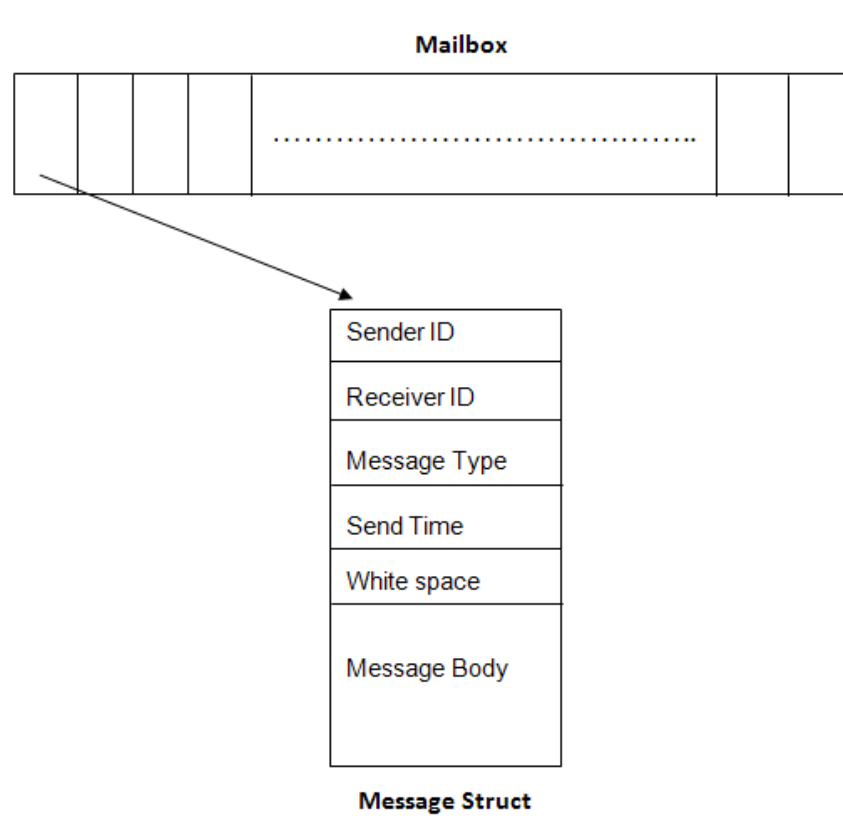 Mailbox
……………………………………..
Sender ID
Receiver ID
Message Type
Send Time
White space
Message Body
Message Struct